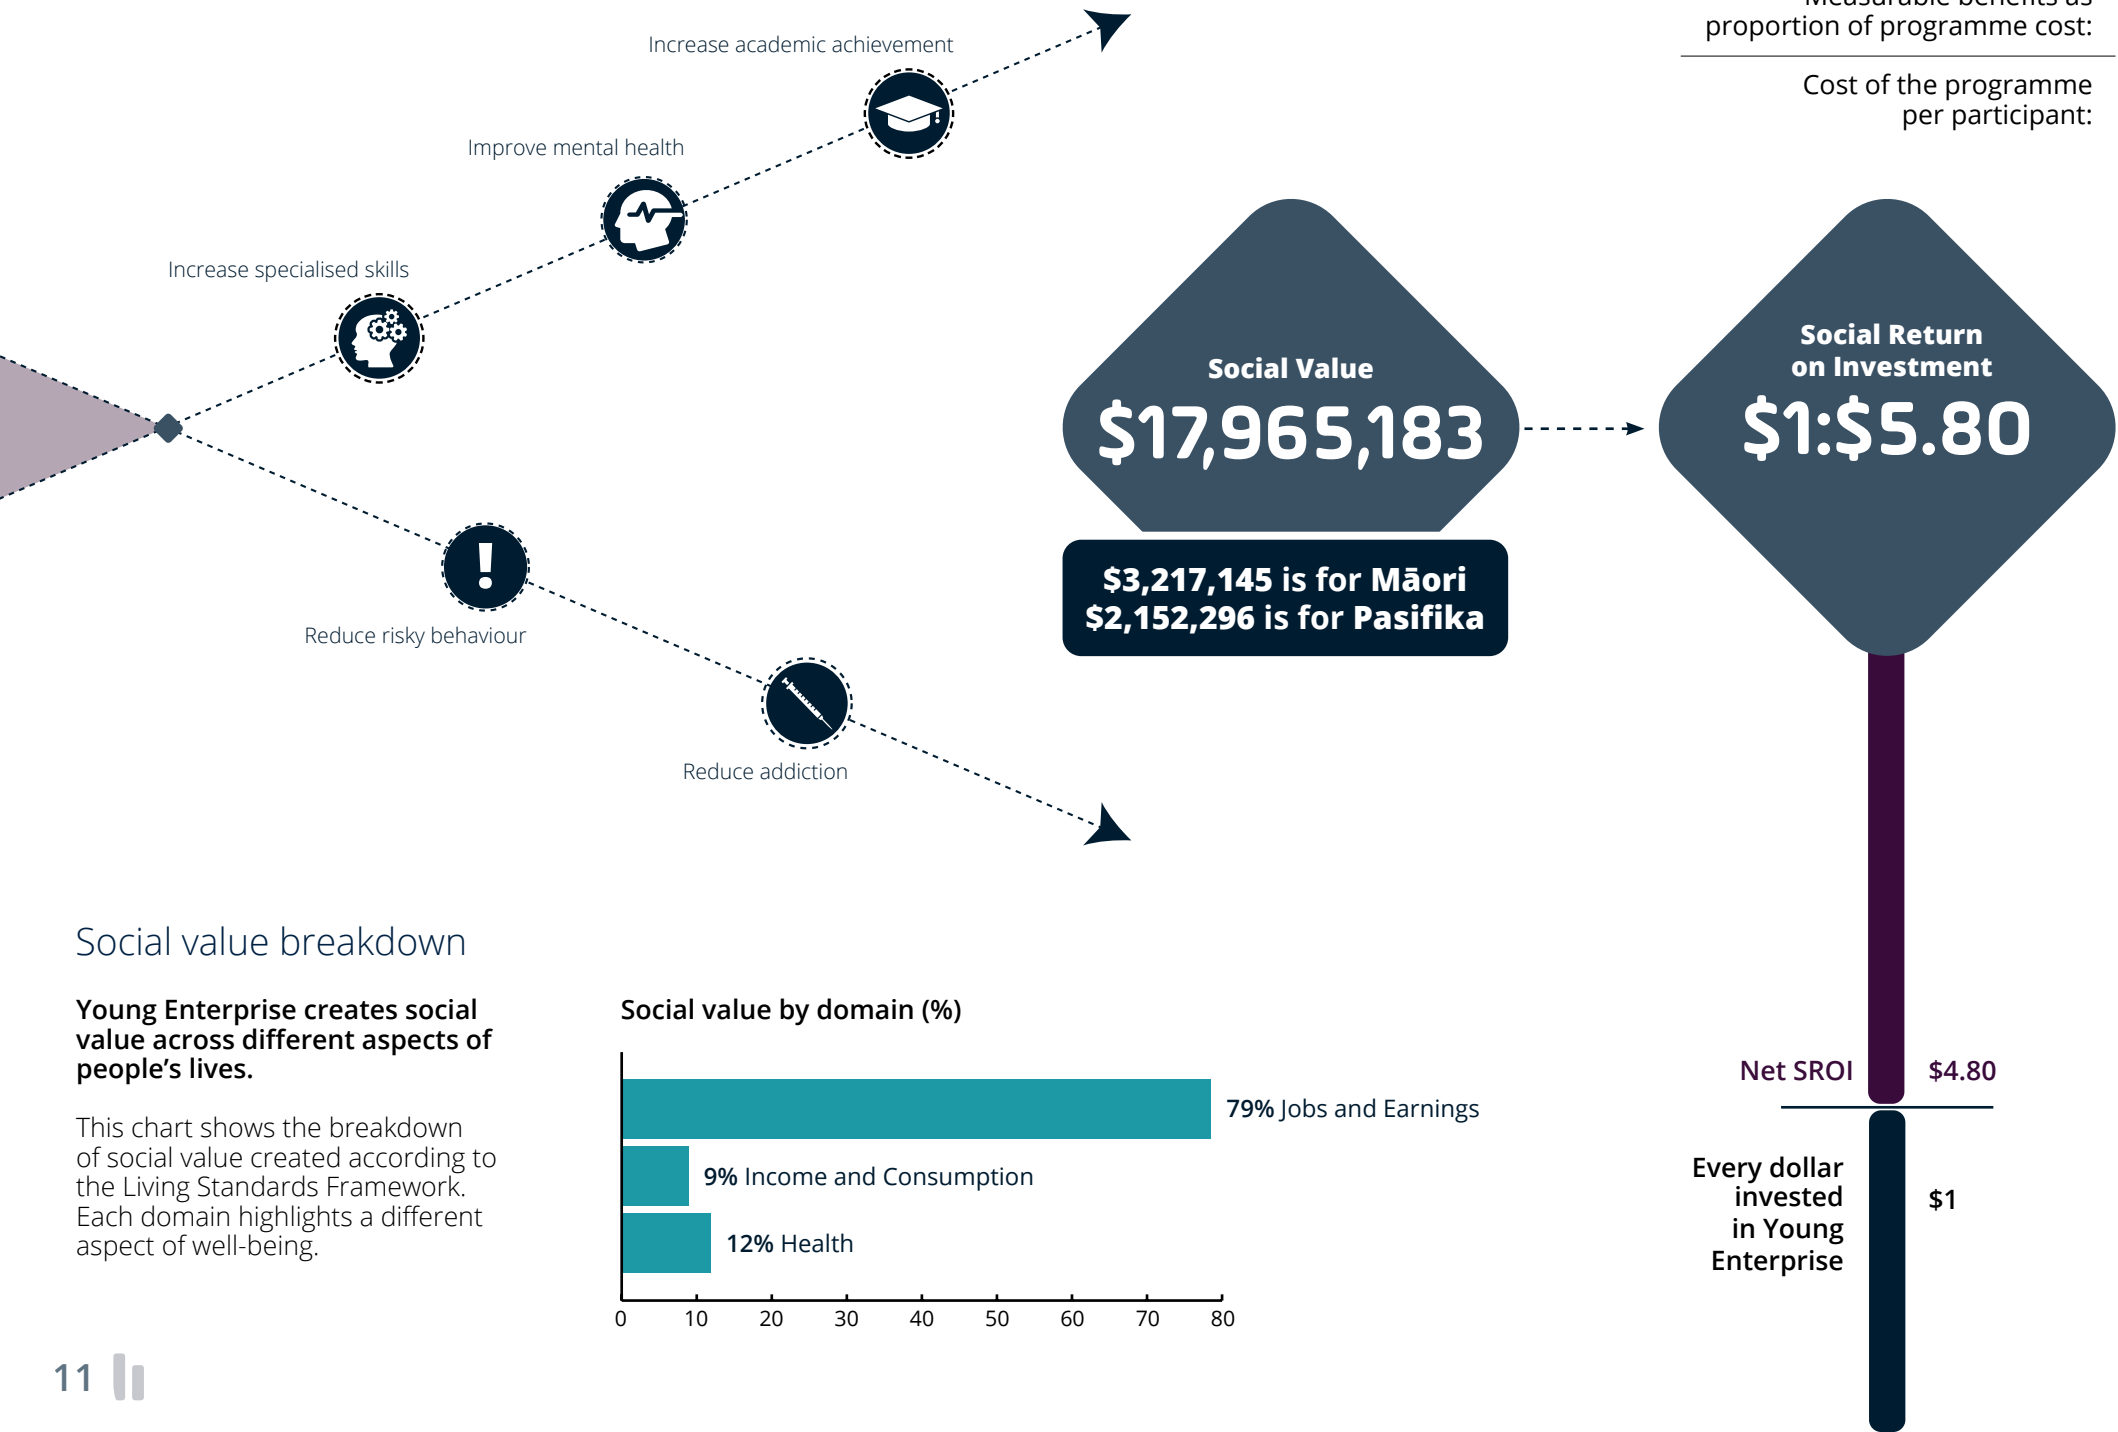 Measurable benefits as
proportion of programme cost:
Cost of the programme
per participant:
Increase academic achievement
Improve mental health
Increase specialised skills
Reduce risky behaviour
Reduce addiction
Social Value
$17,965,183
$3,217,145 is for Māori
$2,152,296 is for Pasifika
Social Return
on Investment
$1:$5.80
Net SROI $4.80
Every dollar
invested
in Young
Enterprise
$1
Social value breakdown
Young Enterprise creates social
value across different aspects of
people’s lives.
This chart shows the breakdown
of social value created according to
the Living Standards Framework.
Each domain highlights a different
aspect of well-being.
Social value by domain (%)
79% Jobs and Earnings
9% Income and Consumption
12% Health
0 10 20 30 40 50 60 70 80
11